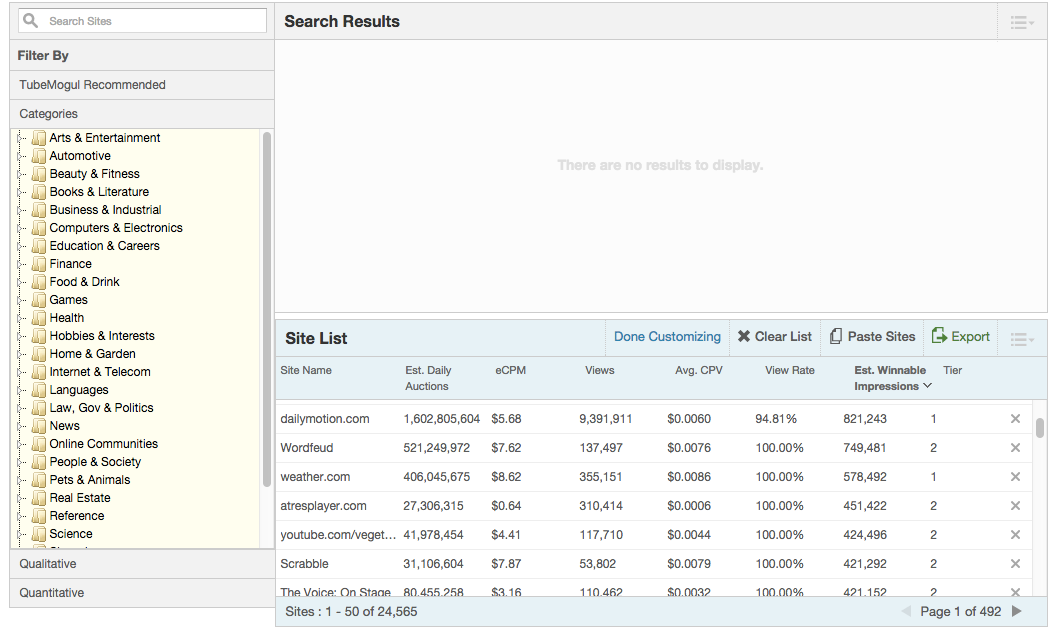 Search Sites
Filter By
TubeMogul Recommended
Categories
Arts & Entertainment
Automotive
Beauty & Fitness
Books & Literature
Business & Industrial
Computers & Electronics
Education & Careers
Finance
Food & Drink
Games
Health
Hobbies & Interests
Home & Garden
Internet & Telecom
Languages
Law, Gov & Politics
News
Online Communities
People & Society
Pets & Animals
Real Estate
Reference
Science
Qualitative
Quantitative
Search Results
There are no results to display.
Site List Done Customizing Clear List Paste Sites Export
Site Name Est. Daily Auctions eCPM Views Avg. CPV View Rate Est. Winnable Impressions Tier
dailymotion.com 1,602,805,604 $5.68 9,391,911 $0.0060 94.81% 821,243 1
Wordfeud 521,249,972 $7.62 137,497 $0.0076 100.00% 749,481 2
weather.com 406,045,675 $8.62 355,151 $0.0086 100.00% 578,492 1
atresplayer.com 27,306,315 $0.64 310,414 $0.0006 100.00% 451,422 2
youtube.com/veget... 41,978,454 $4.41 117,710 $0.0044 100.00% 424,496 2
Scrabble 31,106,604 $7.87 53,802 $0.0079 100.00% 421,292 2
The Voice: On Stage 80,455,258 $3.16 110,462 $0.0032 100.00% 421,152 2
Sites : 1 - 50 of 24,565 Page 1 of 492